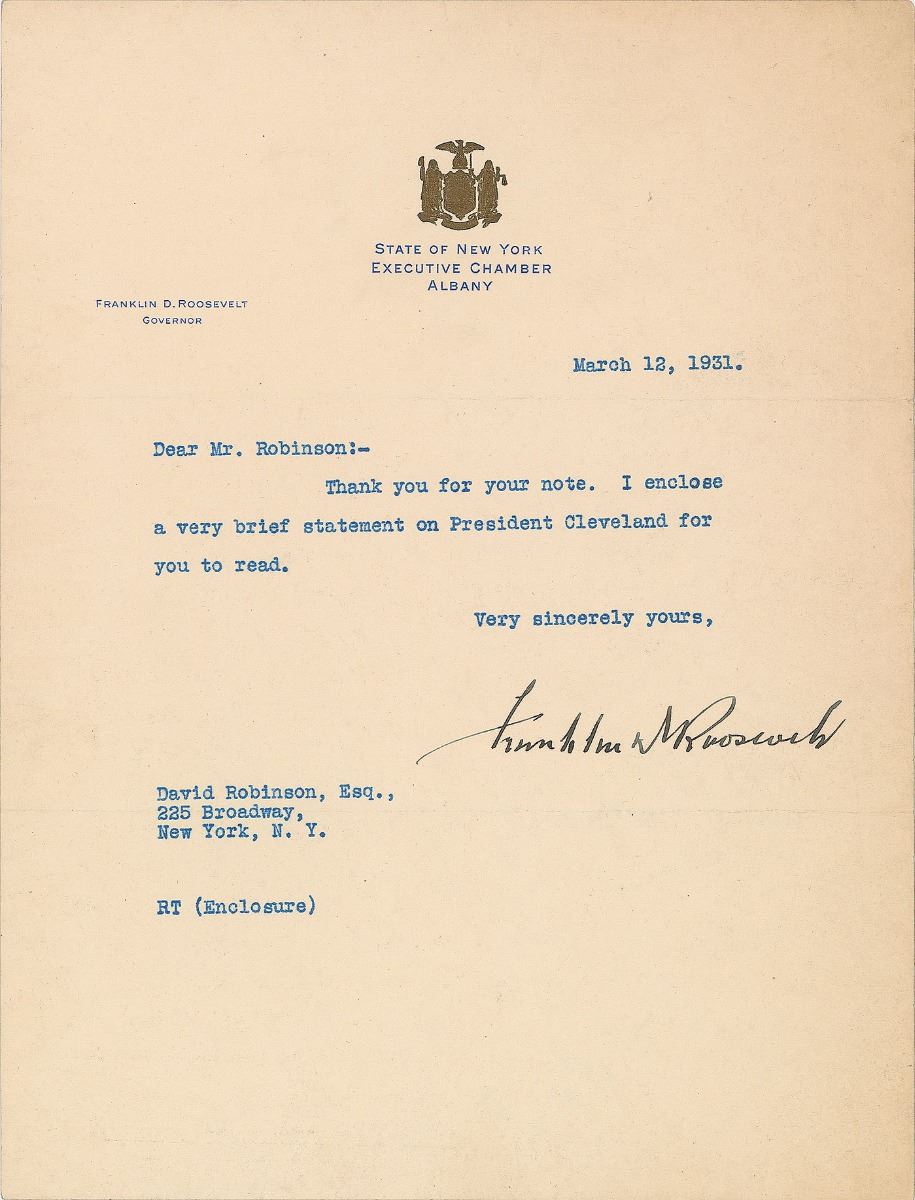 STATE OF NEW YORK
EXECUTIVE CHAMBER
ALBANY
FRANKLIN D. ROOSEVELT
GOVERNOR
March 12, 1931.
Dear Mr. Robinson:-
Thank you for your note. I enclose
a very brief statement on President Cleveland for
you to read.
Very sincerely yours,
Franklin D Roosevelt
David Robinson, Esq.,
225 Broadway,
New York, N. Y.
RT (Enclosure)